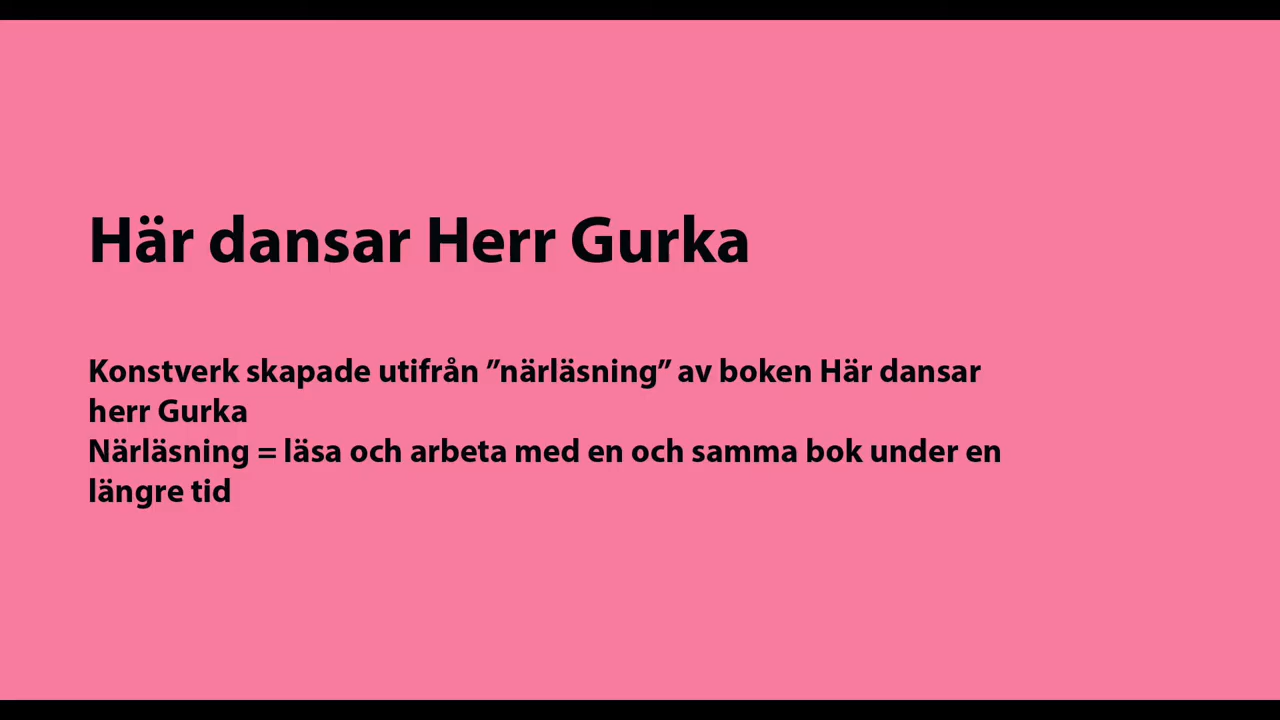 Här dansar Herr Gurka
Konstverk skapade utifrån ”närläsning” av boken Här dansar
herr Gurka
Närläsning = läsa och arbeta med en och samma bok under en
längre tid